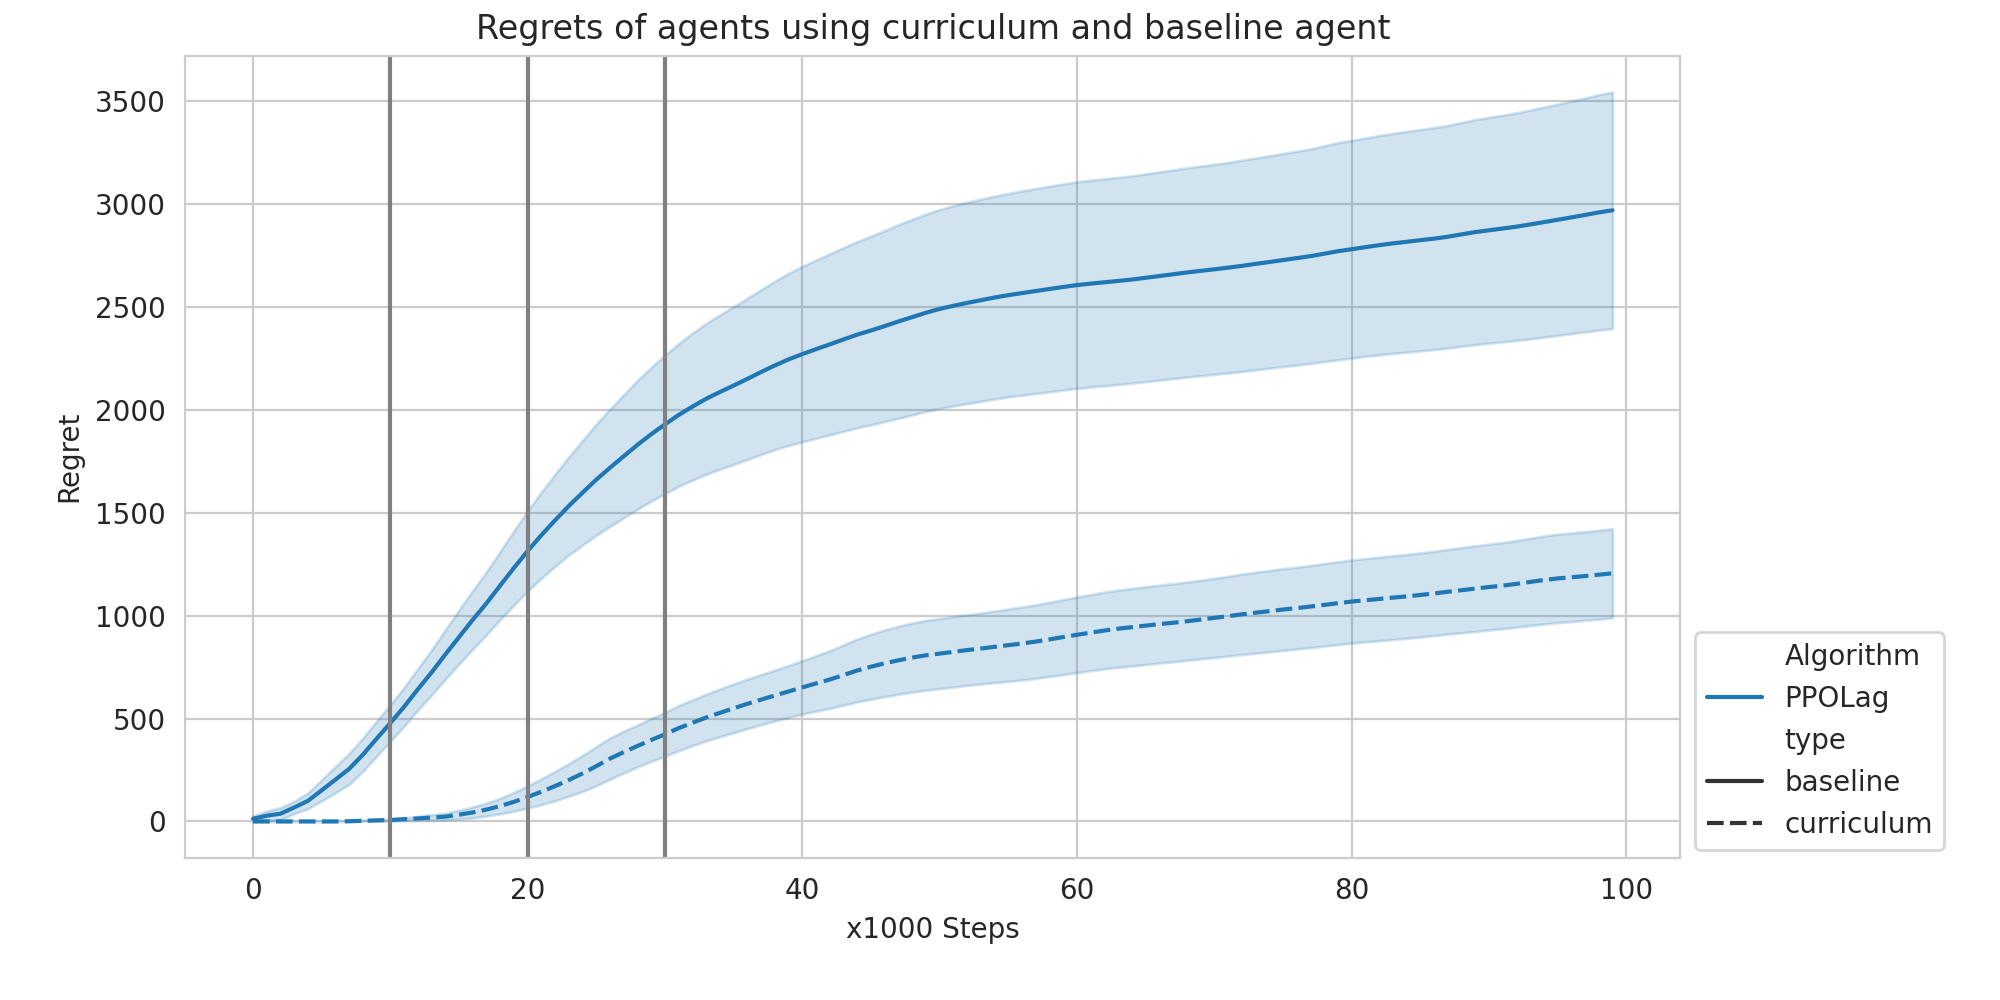 Regrets of agents using curriculum and baseline agent
3500
3000
2500
2000
1500
1000
500
0
Regret
0 20 40 60 80 100
x1000 Steps
Algorithm
PPOLag
type
baseline
curriculum